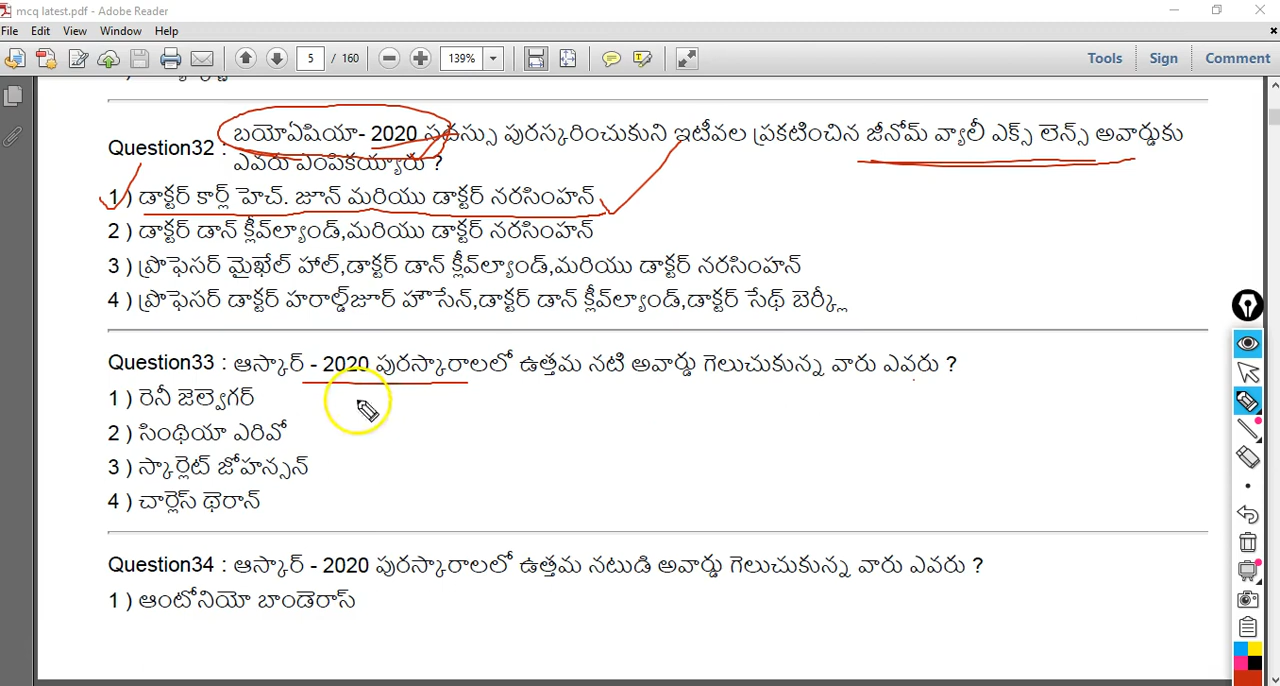 mcq latest.pdf - Adobe Reader
File Edit View Window Help
5 / 160 139% Tools Sign Comment
Question32 : బయోఏషియా- 2020 సదస్సు పురస్కరించుకుని ఇటీవల ప్రకటించిన జీనోమ్ వ్యాలీ ఎక్స్ లెన్స్ అవార్డుకు
ఎవరు ఎంపికయ్యారు ?
1 ) డాక్టర్ కార్ల్ హెచ్. జూన్ మరియు డాక్టర్ నరసింహన్
2 ) డాక్టర్ డాన్ క్లీవ్‌ల్యాండ్,మరియు డాక్టర్ నరసింహన్
3 ) ప్రొఫెసర్ మైఖేల్ హాల్,డాక్టర్ డాన్ క్లీవ్‌ల్యాండ్,మరియు డాక్టర్ నరసింహన్
4 ) ప్రొఫెసర్ డాక్టర్ హరాల్డ్‌జూర్ హౌసేన్,డాక్టర్ డాన్ క్లీవ్‌ల్యాండ్,డాక్టర్ సేథ్ బెర్క్లీ
Question33 : ఆస్కార్ - 2020 పురస్కారాలలో ఉత్తమ నటి అవార్డు గెలుచుకున్న వారు ఎవరు ?
1 ) రెనీ జెల్వెగర్
2 ) సింథియా ఎరివో
3 ) స్కార్లెట్ జోహన్సన్
4 ) చార్లెస్ థెరాన్
Question34 : ఆస్కార్ - 2020 పురస్కారాలలో ఉత్తమ నటుడి అవార్డు గెలుచుకున్న వారు ఎవరు ?
1 ) ఆంటోనియో బాండెరాస్